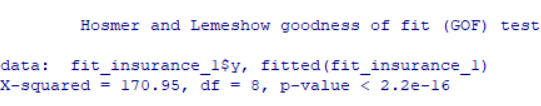 Hosmer and Lemeshow goodness of fit (GOF) test
data: fit_insurance_1$y, fitted(fit_insurance_1)
X-squared = 170.95, df = 8, p-value < 2.2e-16